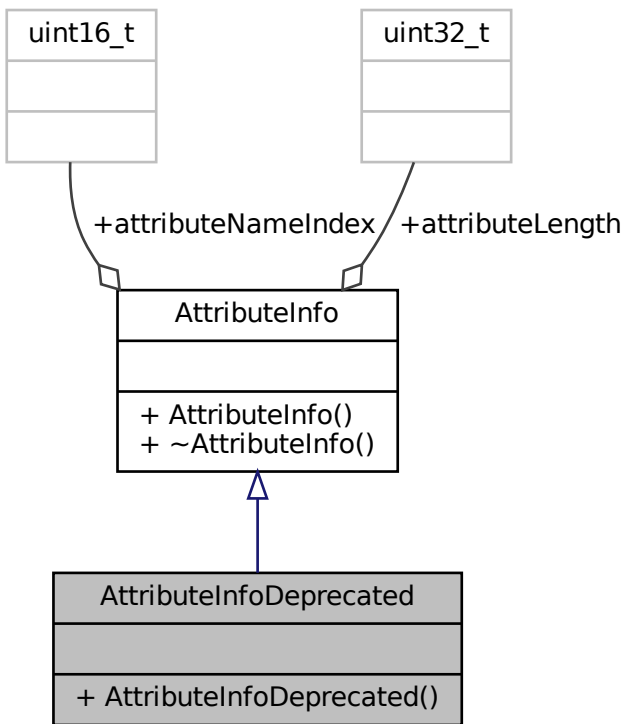 uint16_t
uint32_t
+attributeNameIndex
+attributeLength
AttributeInfo
+ AttributeInfo()
+ ~AttributeInfo()
AttributeInfoDeprecated
+ AttributeInfoDeprecated()